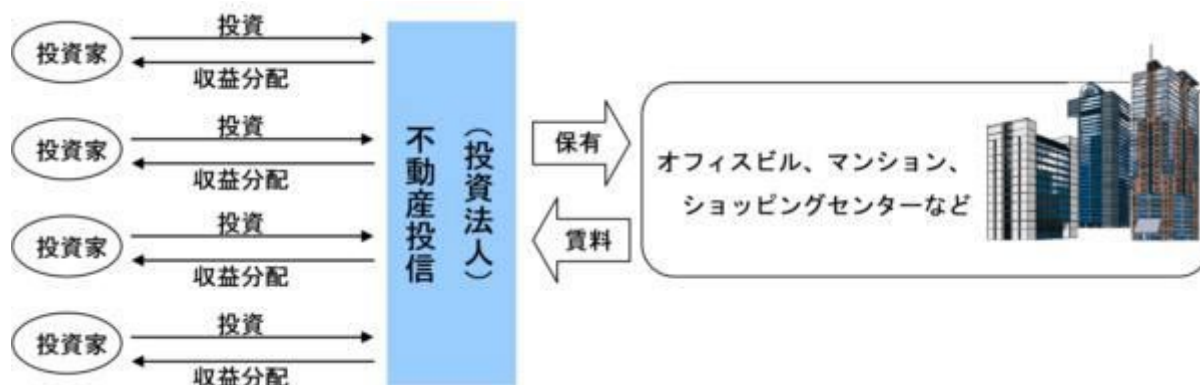 投資家
投資
収益分配
投資家
投資
収益分配
投資家
投資
収益分配
投資家
投資
収益分配
不動産投信
（投資法人）
保有
賃料
オフィスビル、マンション、
ショッピングセンターなど